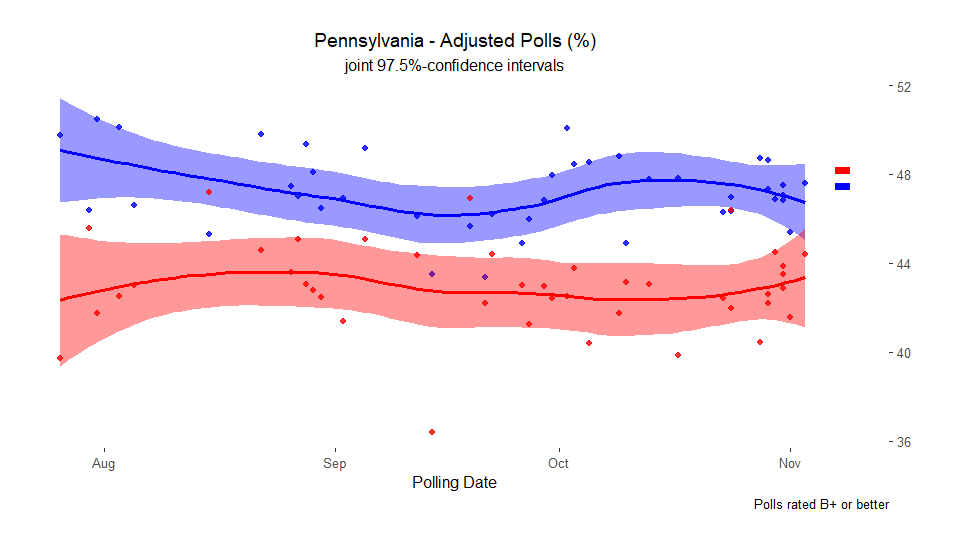 Pennsylvania - Adjusted Polls (%)
joint 97.5%-confidence intervals
52
48
44
40
36
Aug Sep Oct Nov
Polling Date
Polls rated B+ or better